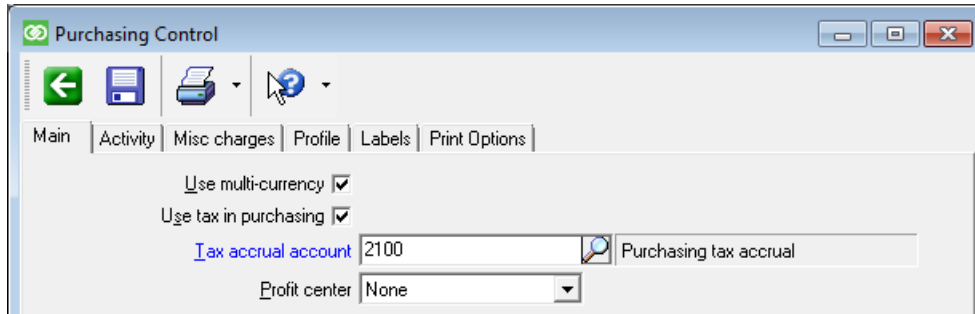 Purchasing Control
Main Activity Misc charges Profile Labels Print Options
Use multi-currency
Use tax in purchasing
Tax accrual account 2100 Purchasing tax accrual
Profit center None